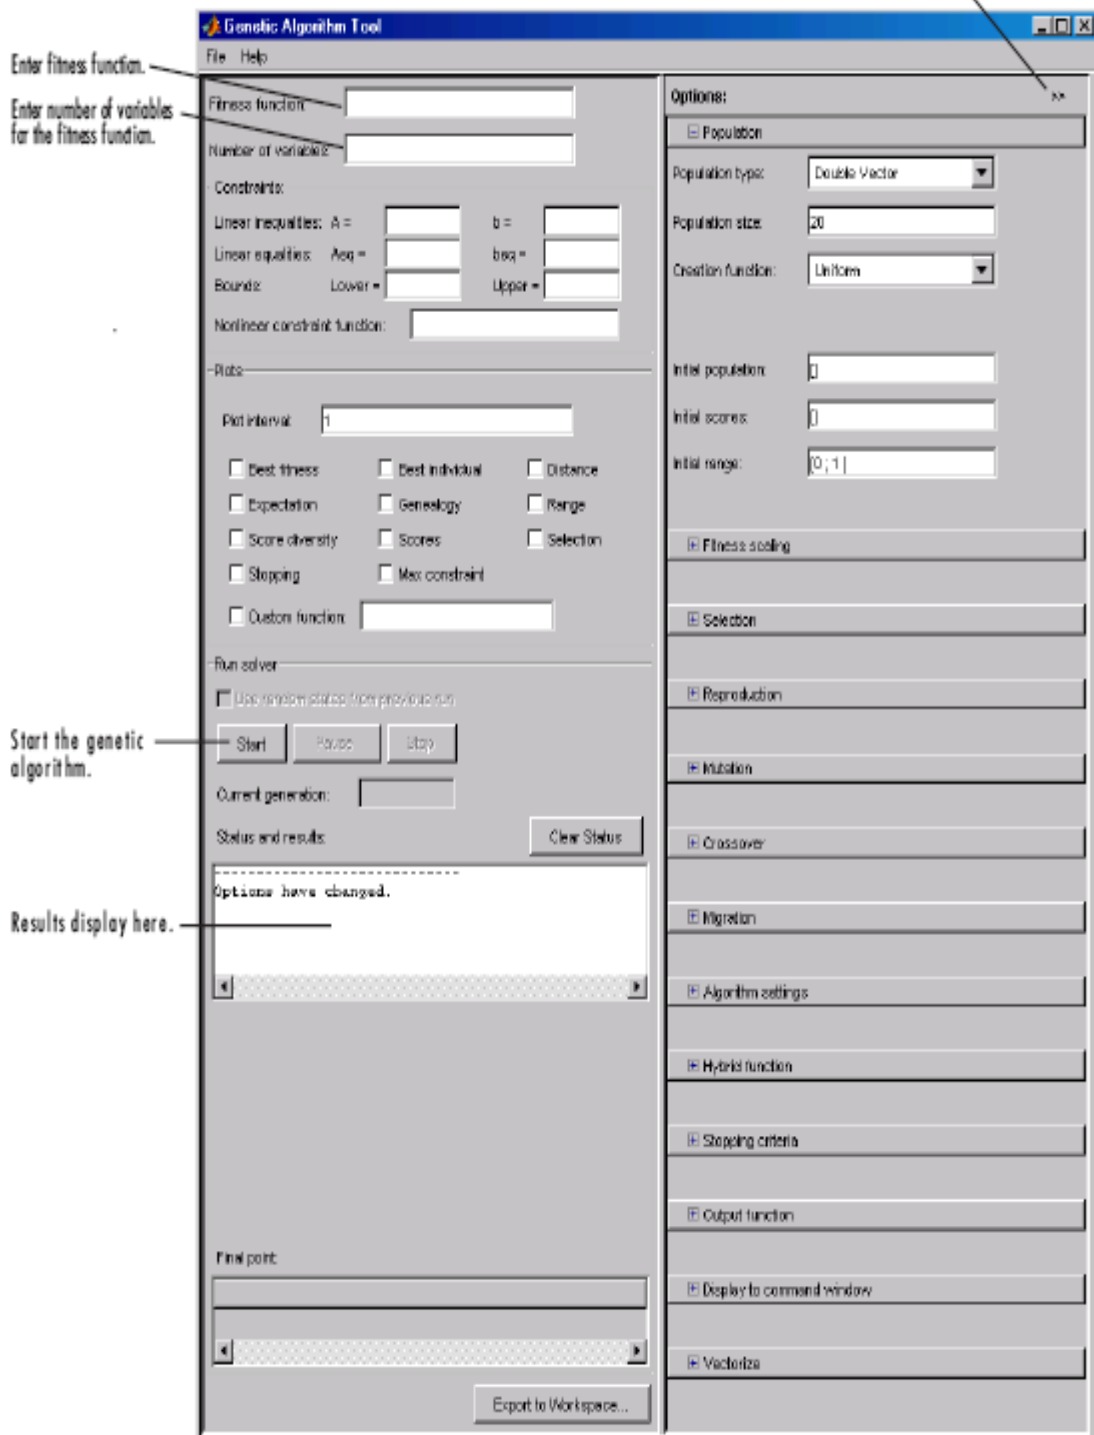 Genetic Algorithm Tool
File Help
Enter fitness function.
Enter number of variables
for the fitness function.
Fitness function:
Number of variables:
Constraints:
Linear inequalities: A = b =
Linear equalities: Aeq = beq =
Bounds: Lower = Upper =
Nonlinear constraint function:
Plots
Plot interval: 1
Best fitness Best individual Distance
Expectation Genealogy Range
Score diversity Scores Selection
Stopping Max constraint
Custom function:
Run solver
Use random states from previous run
Start the genetic
algorithm.
Start Pause Stop
Current generation:
Status and results: Clear Status
Options have changed.
Results display here.
Final point:
Export to Workspace...
Options: >>
Population
Population type: Double Vector
Population size: 20
Creation function: Uniform
Initial population: []
Initial scores: []
Initial range: [0 ; 1 ]
Fitness scaling
Selection
Reproduction
Mutation
Crossover
Migration
Algorithm settings
Hybrid function
Stopping criteria
Output function
Display to command window
Vectorize